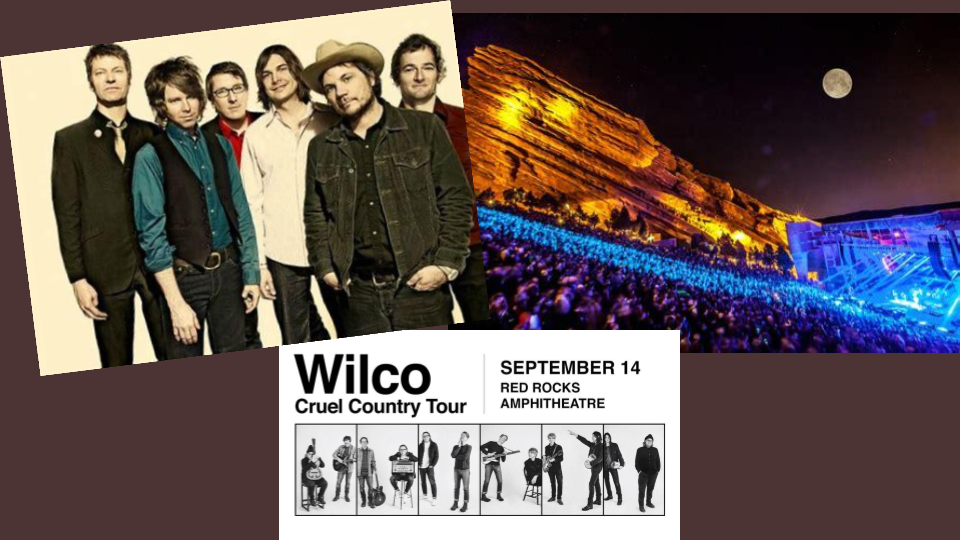 Wilco
Cruel Country Tour
SEPTEMBER 14
RED ROCKS
AMPHITHEATRE